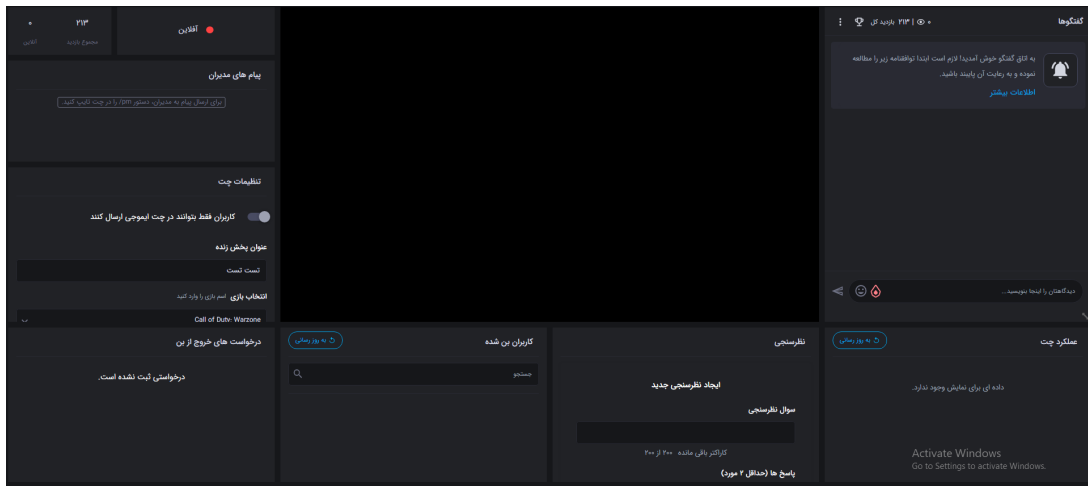 گفتگوها
۰ | ۲۱۳ بازدید کل
به اتاق گفتگو خوش آمدید! لازم است ابتدا توافقنامه زیر را مطالعه
نموده و به رعایت آن پایبند باشید.
اطلاعات بیشتر
دیدگاهتان را اینجا بنویسید...
آفلاین
۲۱۳
مجموع بازدید
۰
آنلاین
پیام های مدیران
برای ارسال پیام به مدیران، دستور pm/ را در چت تایپ کنید.
تنظیمات چت
کاربران فقط بتوانند در چت ایموجی ارسال کنند
عنوان پخش زنده
تست تست
انتخاب بازی اسم بازی را وارد کنید
Call of Duty: Warzone
عملکرد چت
به روز رسانی
داده ای برای نمایش وجود ندارد.
نظرسنجی
ایجاد نظرسنجی جدید
سوال نظرسنجی
کاراکتر باقی مانده ۲۰۰ از ۲۰۰
پاسخ ها (حداقل ۲ مورد)
کاربران بن شده
به روز رسانی
جستجو
درخواست های خروج از بن
درخواستی ثبت نشده است.
Activate Windows
Go to Settings to activate Windows.